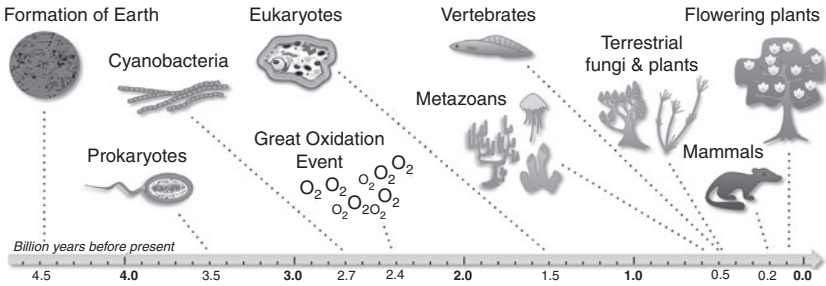 Formation of Earth
Eukaryotes
Vertebrates
Flowering plants
Cyanobacteria
Terrestrial
fungi & plants
Metazoans
Great Oxidation
Event
Prokaryotes
Mammals
O₂ O₂ O₂ O₂ O₂
O₂ O₂ O₂ O₂
Billion years before present
4.5 4.0 3.5 3.0 2.7 2.4 2.0 1.5 1.0 0.5 0.2 0.0